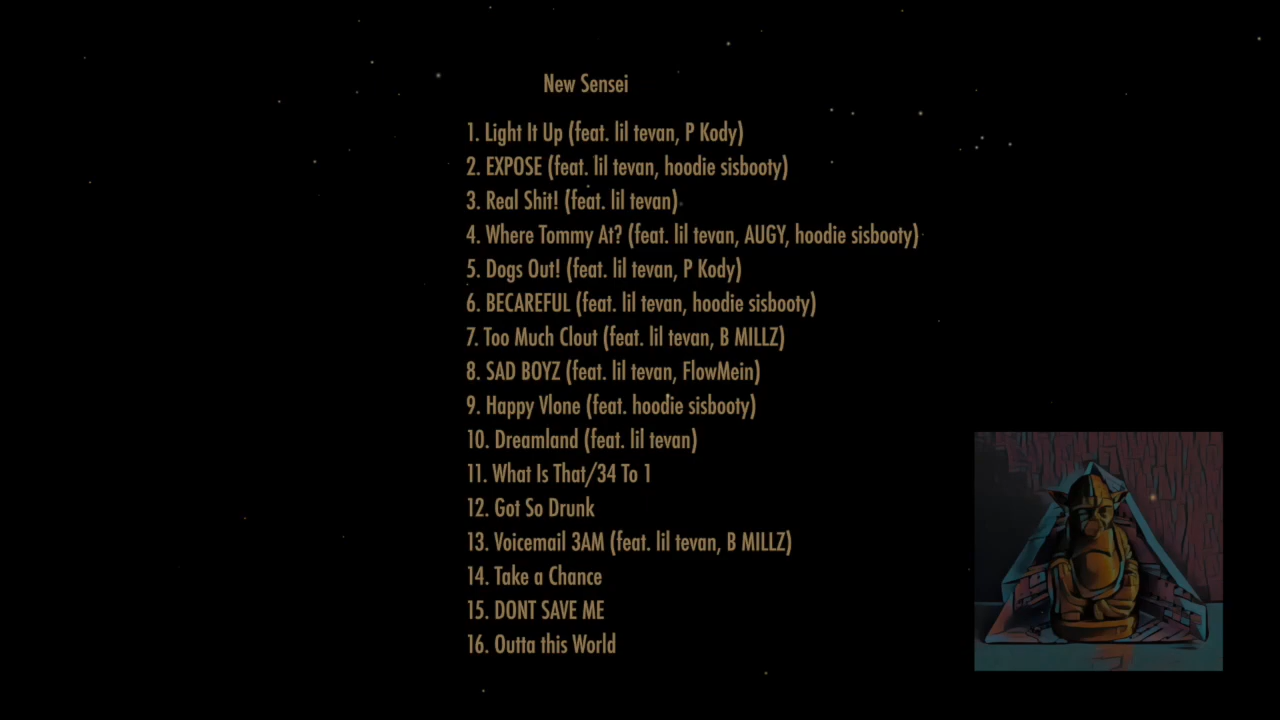 New Sensei
1. Light It Up (feat. lil tevan, P Kody)
2. EXPOSE (feat. lil tevan, hoodie sisbooty)
3. Real Shit! (feat. lil tevan)
4. Where Tommy At? (feat. lil tevan, AUGY, hoodie sisbooty)
5. Dogs Out! (feat. lil tevan, P Kody)
6. BECAREFUL (feat. lil tevan, hoodie sisbooty)
7. Too Much Clout (feat. lil tevan, B MILLZ)
8. SAD BOYZ (feat. lil tevan, FlowMein)
9. Happy Vlone (feat. hoodie sisbooty)
10. Dreamland (feat. lil tevan)
11. What Is That/34 To 1
12. Got So Drunk
13. Voicemail 3AM (feat. lil tevan, B MILLZ)
14. Take a Chance
15. DONT SAVE ME
16. Outta this World